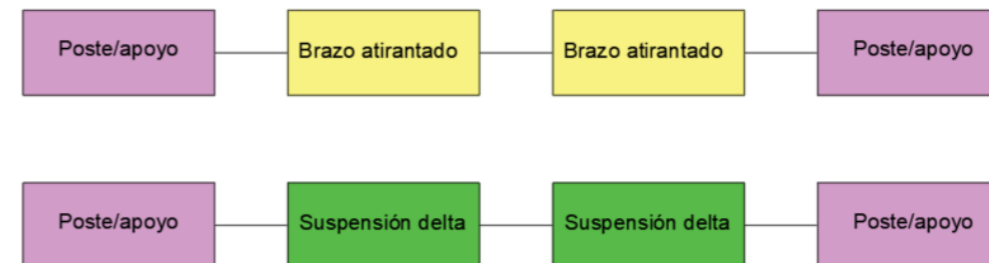 Poste/apoyo Brazo atirantado Brazo atirantado Poste/apoyo
Poste/apoyo Suspensión delta Suspensión delta Poste/apoyo